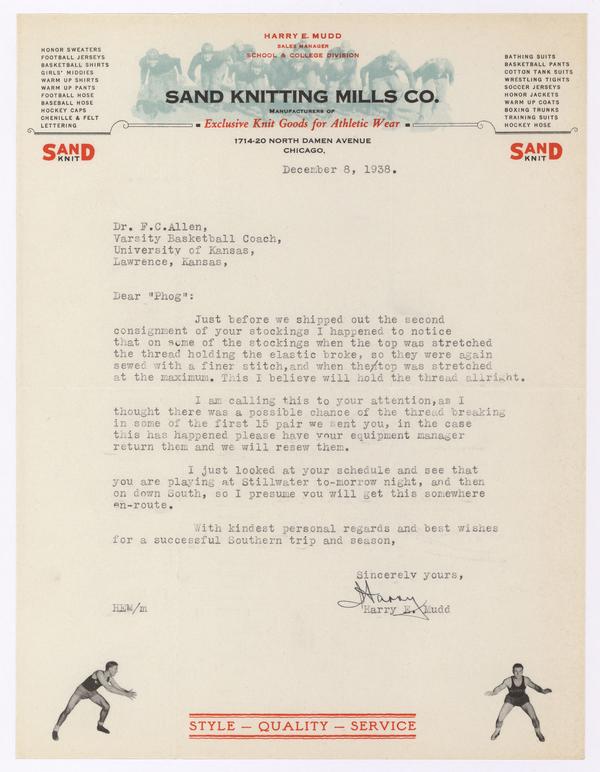 HARRY E. MUDD
SALES MANAGER
SCHOOL & COLLEGE DIVISION
HONOR SWEATERS
FOOTBALL JERSEYS
BASKETBALL SHIRTS
GIRLS' MIDDIES
WARM UP SHIRTS
WARM UP PANTS
FOOTBALL HOSE
BASEBALL HOSE
HOCKEY CAPS
CHENILLE & FELT
LETTERING
SAND KNITTING MILLS CO.
MANUFACTURERS OF
Exclusive Knit Goods for Athletic Wear
BATHING SUITS
BASKETBALL PANTS
COTTON TANK SUITS
WRESTLING TIGHTS
SOCCER JERSEYS
HONOR JACKETS
WARM UP COATS
BOXING TRUNKS
TRAINING SUITS
HOCKEY HOSE
SAND
KNIT
1714-20 NORTH DAMEN AVENUE
CHICAGO,
SAND
KNIT
December 8, 1938.
Dr. F.C.Allen,
Varsity Basketball Coach,
University of Kansas,
Lawrence, Kansas,
Dear "Phog":
Just before we shipped out the second
consignment of your stockings I happened to notice
that on some of the stockings when the top was stretched
the thread holding the elastic broke, so they were again
sewed with a finer stitch,and when the/top was stretched
at the maximum. This I believe will hold the thread allright.
I am calling this to your attention,as I
thought there was a possible chance of the thread breaking
in some of the first 15 pair we sent you, in the case
this has happened please have your equipment manager
return them and we will resew them.
I just looked at your schedule and see that
you are playing at Stillwater to-morrow night, and then
on down South, so I presume you will get this somewhere
en-route.
With kindest personal regards and best wishes
for a successful Southern trip and season,
Sincerely yours,
Harry
HEM/m
Harry E. Mudd
STYLE — QUALITY — SERVICE